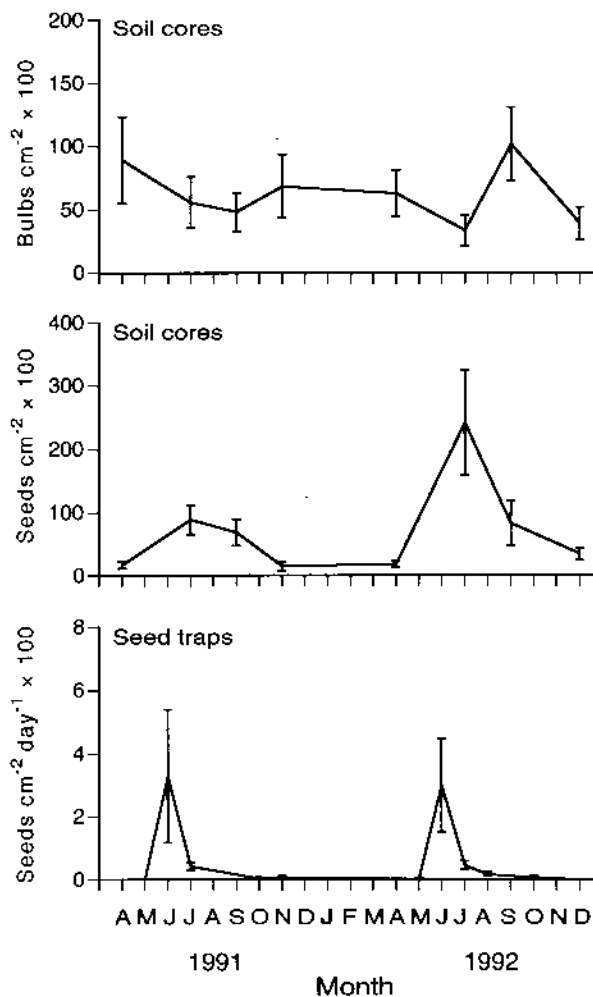 Soil cores
Bulbs cm⁻² × 100
200
150
100
50
0
Soil cores
Seeds cm⁻² × 100
400
300
200
100
0
Seed traps
Seeds cm⁻² day⁻¹ × 100
8
6
4
2
0
A M J J A S O N D J F M A M J J A S O N D
1991 1992
Month